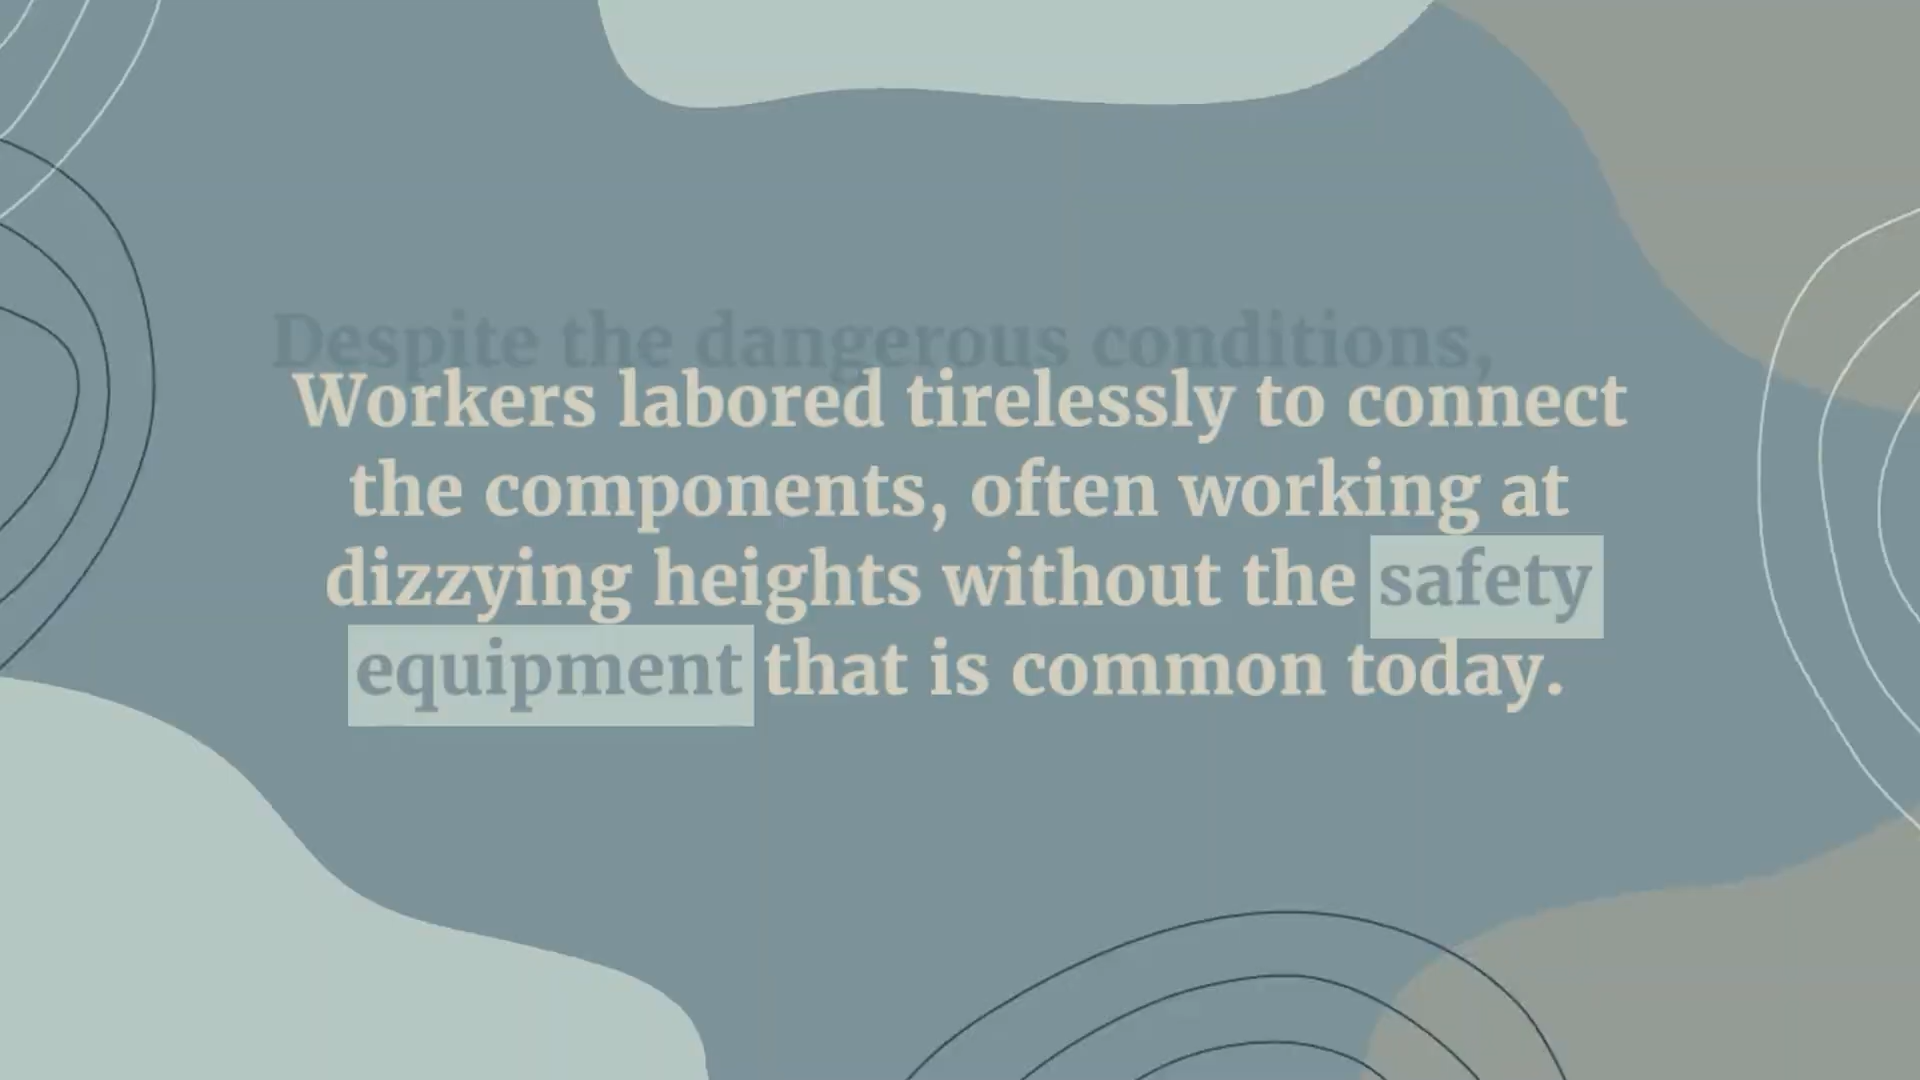 Despite the dangerous conditions,
Workers labored tirelessly to connect
the components, often working at
dizzying heights without the safety
equipment that is common today.